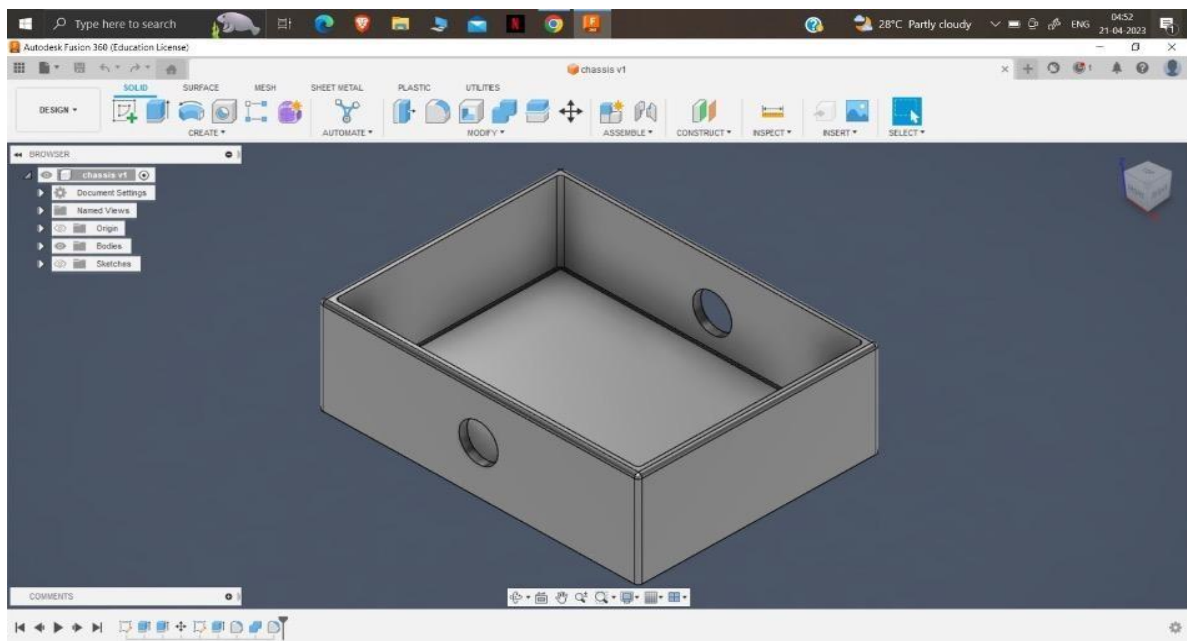 Type here to search
28°C Partly cloudy
ENG
04:52
21-04-2023
Autodesk Fusion 360 (Education License)
chassis v1
DESIGN
SOLID SURFACE MESH SHEET METAL PLASTIC UTILITIES
CREATE AUTOMATE MODIFY ASSEMBLE CONSTRUCT INSPECT INSERT SELECT
BROWSER
chassis v1
Document Settings
Named Views
Origin
Bodies
Sketches
COMMENTS